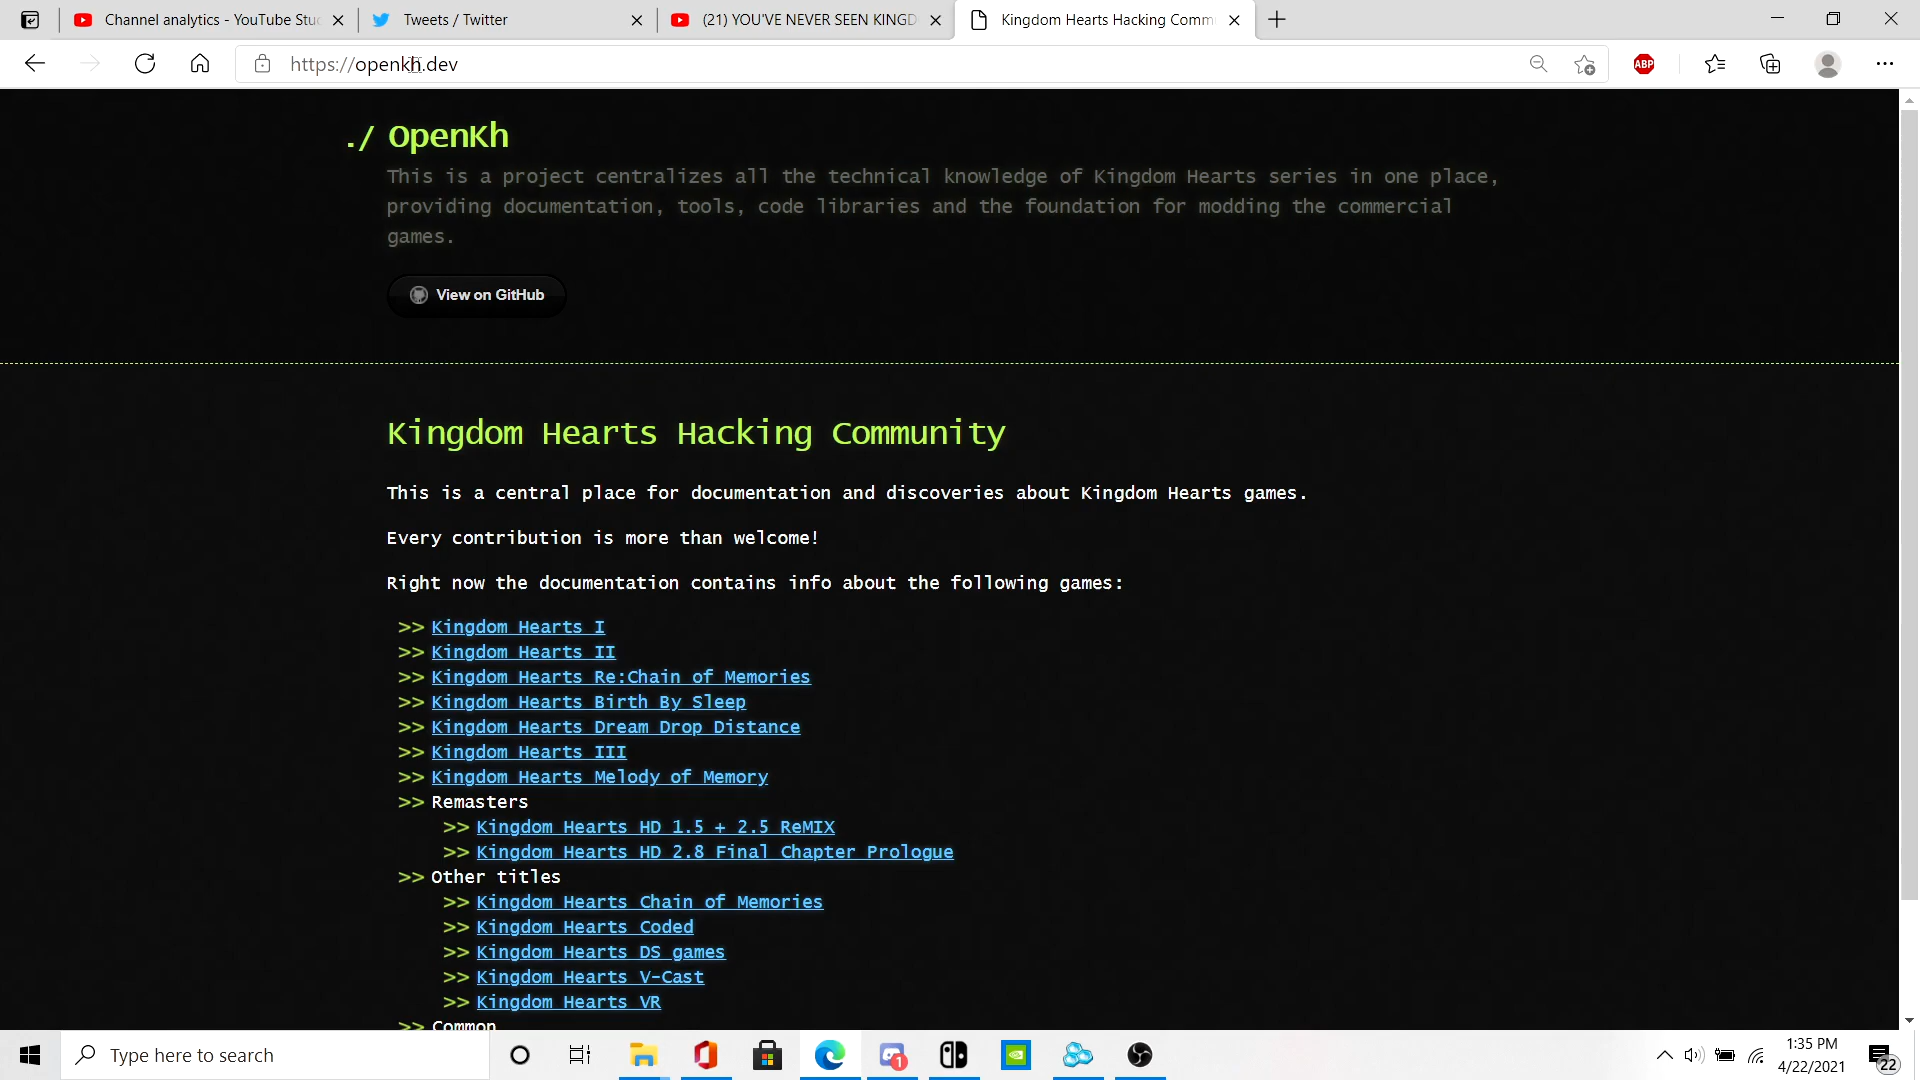 Channel analytics - YouTube Stu
Tweets / Twitter
(21) YOU'VE NEVER SEEN KINGD
Kingdom Hearts Hacking Comm
https://openkh.dev
ABP
./ OpenKh
This is a project centralizes all the technical knowledge of Kingdom Hearts series in one place,
providing documentation, tools, code libraries and the foundation for modding the commercial
games.
View on GitHub
Kingdom Hearts Hacking Community
This is a central place for documentation and discoveries about Kingdom Hearts games.
Every contribution is more than welcome!
Right now the documentation contains info about the following games:
>> Kingdom Hearts I
>> Kingdom Hearts II
>> Kingdom Hearts Re:Chain of Memories
>> Kingdom Hearts Birth By Sleep
>> Kingdom Hearts Dream Drop Distance
>> Kingdom Hearts III
>> Kingdom Hearts Melody of Memory
>> Remasters
>> Kingdom Hearts HD 1.5 + 2.5 ReMIX
>> Kingdom Hearts HD 2.8 Final Chapter Prologue
>> Other titles
>> Kingdom Hearts Chain of Memories
>> Kingdom Hearts Coded
>> Kingdom Hearts DS games
>> Kingdom Hearts V-Cast
>> Kingdom Hearts VR
>> Common
Type here to search
1
1:35 PM
4/22/2021
22